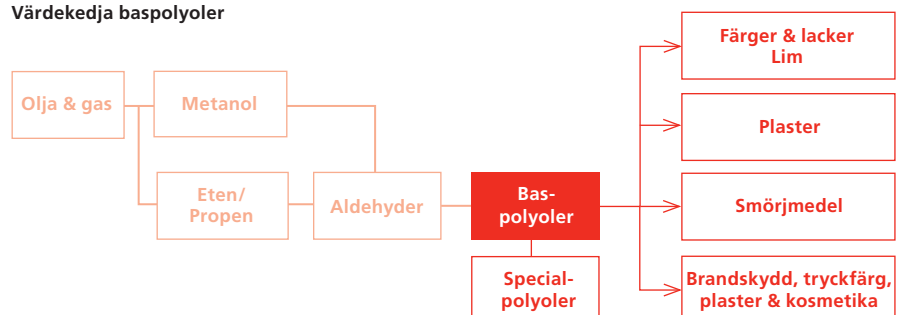 Värdekedja baspolyoler
Olja & gas
Metanol
Eten/
Propen
Aldehyder
Bas-
polyoler
Special-
polyoler
Färger & lacker
Lim
Plaster
Smörjmedel
Brandskydd, tryckfärg,
plaster & kosmetika